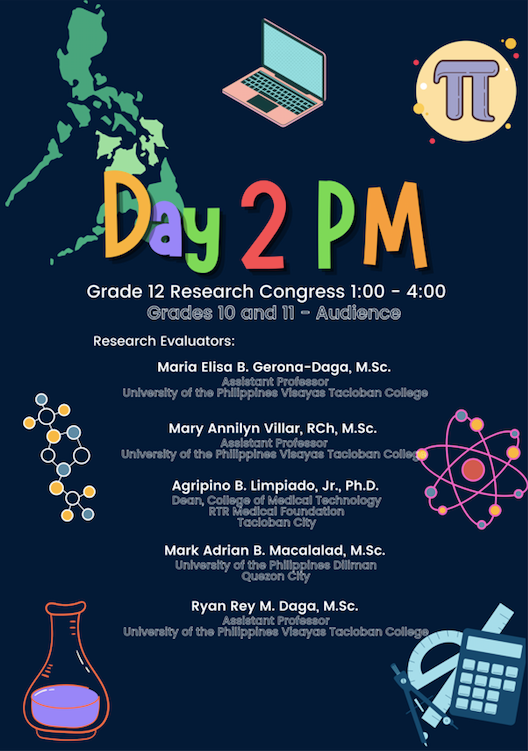 π
Day 2 PM
Grade 12 Research Congress 1:00 - 4:00
Grades 10 and 11 - Audience
Research Evaluators:
Maria Elisa B. Gerona-Daga, M.Sc.
Assistant Professor
University of the Philippines Visayas Tacloban College
Mary Annilyn Villar, RCh, M.Sc.
Assistant Professor
University of the Philippines Visayas Tacloban College
Agripino B. Limpiado, Jr., Ph.D.
Dean, College of Medical Technology
RTR Medical Foundation
Tacloban City
Mark Adrian B. Macalalad, M.Sc.
University of the Philippines Diliman
Quezon City
Ryan Rey M. Daga, M.Sc.
Assistant Professor
University of the Philippines Visayas Tacloban College